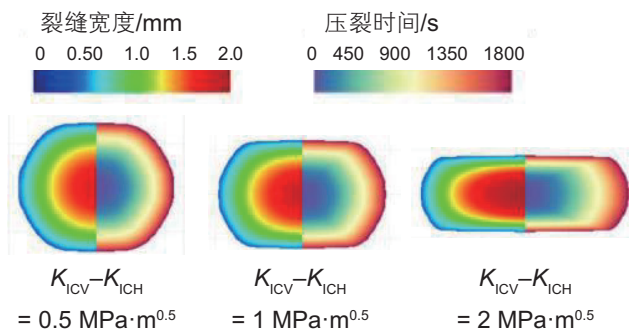 裂缝宽度/mm 压裂时间/s
0 0.50 1.0 1.5 2.0 0 450 900 1350 1800
K_ICV–K_ICH K_ICV–K_ICH K_ICV–K_ICH
= 0.5 MPa·m^0.5 = 1 MPa·m^0.5 = 2 MPa·m^0.5